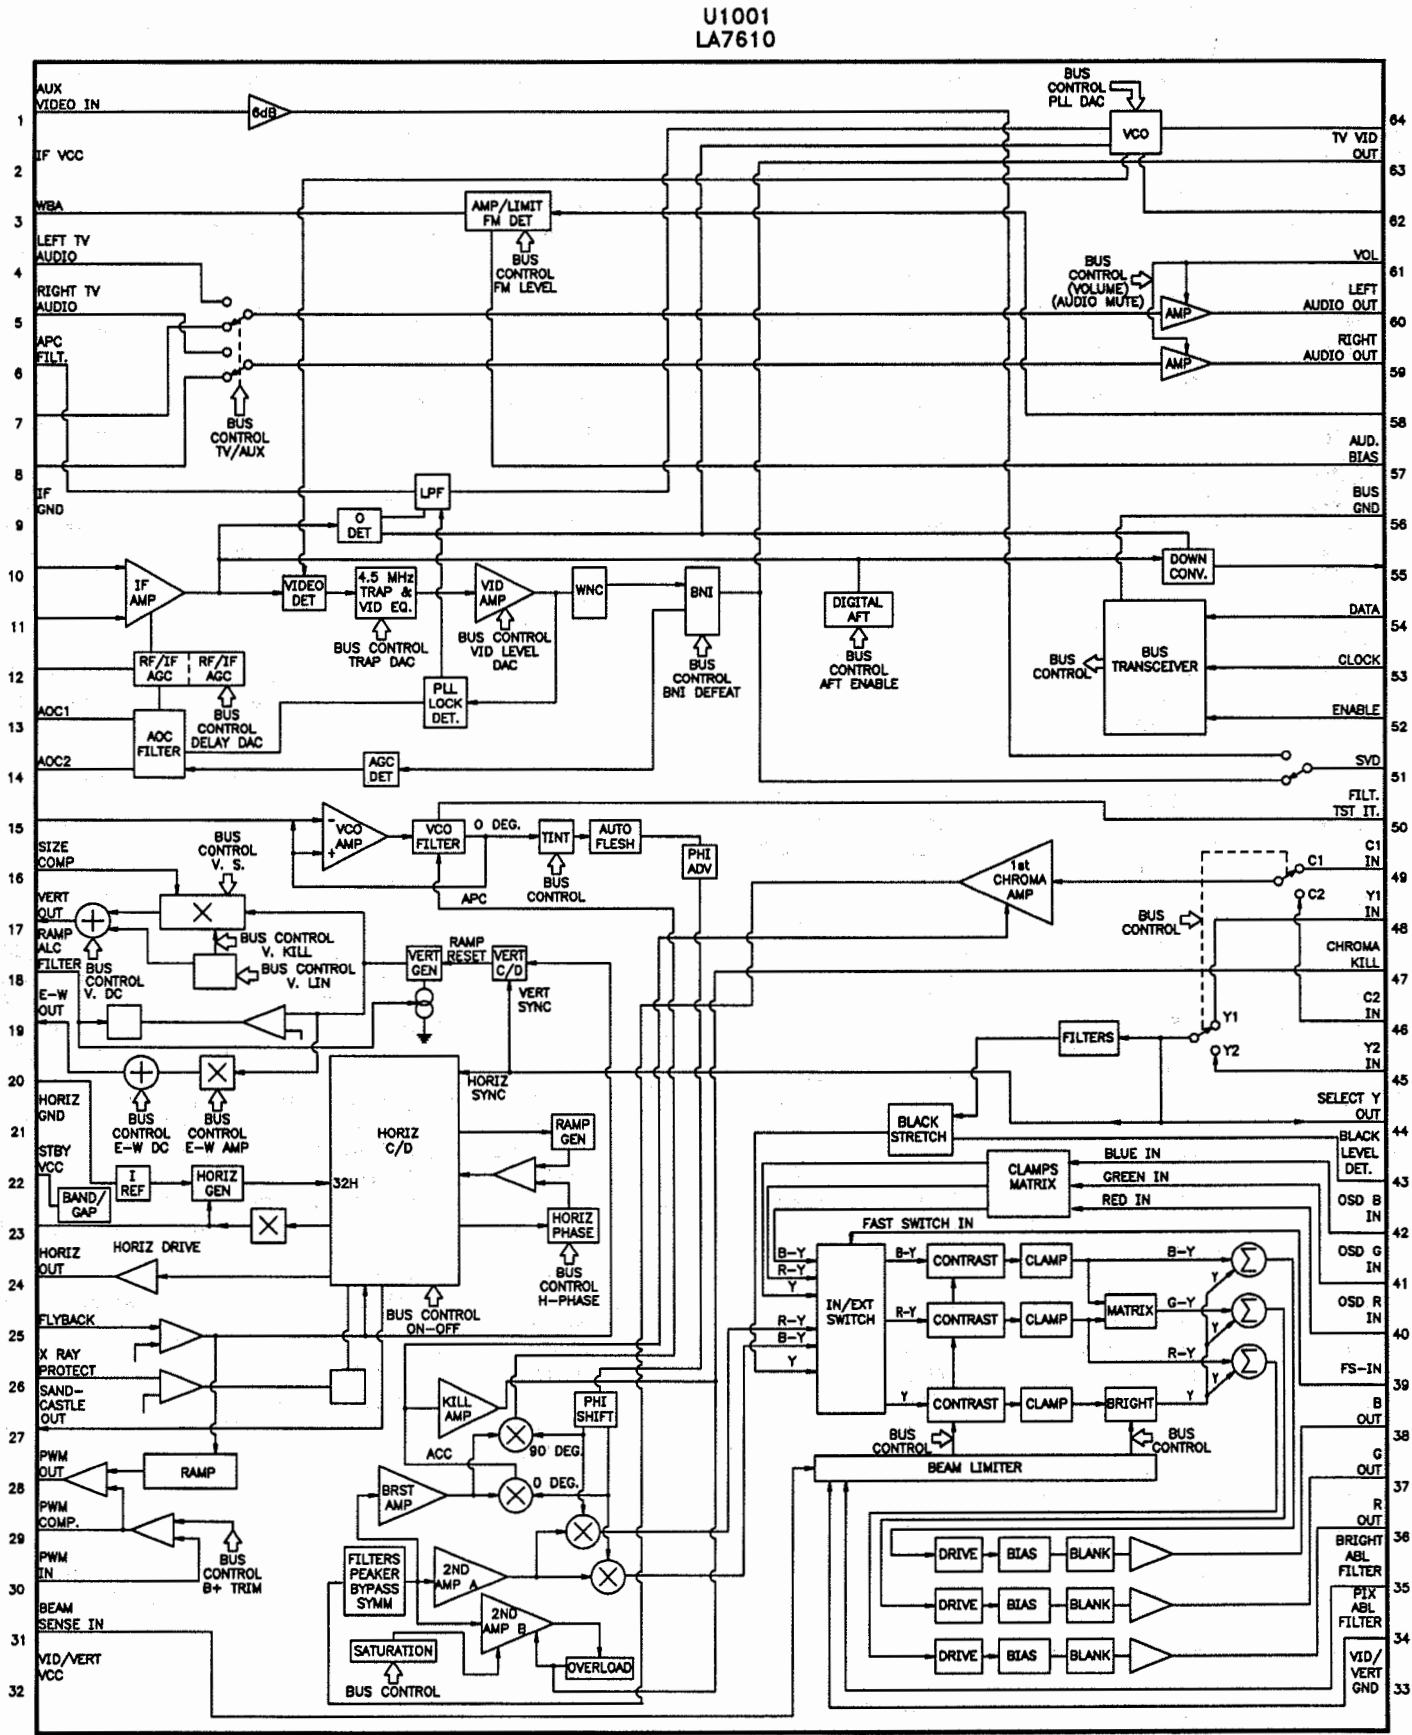 U1001
LA7610
AUX
VIDEO IN
1
6dB
BUS
CONTROL
PLL DAC
VCO
64
TV VID
OUT
63
IF VCC
2
WBA
3
AMP/LIMIT
FM DET
BUS
CONTROL
FM LEVEL
62
LEFT TV
AUDIO
4
BUS
CONTROL
(VOLUME)
(AUDIO MUTE)
VOL
61
RIGHT TV
AUDIO
5
AMP
LEFT
AUDIO OUT
60
APC
FILT.
6
AMP
RIGHT
AUDIO OUT
59
7
BUS
CONTROL
TV/AUX
58
8
AUD.
BIAS
57
IF
GND
9
LPF
O
DET
BUS
GND
56
10
IF
AMP
VIDEO
DET
4.5 MHz
TRAP &
VID EQ.
VID
AMP
WNC
BNI
DIGITAL
AFT
DOWN
CONV.
55
11
BUS CONTROL
TRAP DAC
BUS CONTROL
VID LEVEL
DAC
BUS
CONTROL
BNI DEFEAT
BUS
CONTROL
AFT ENABLE
BUS
TRANSCEIVER
BUS
CONTROL
DATA
54
12
RF/IF
AGC
RF/IF
AGC
BUS
CONTROL
DELAY DAC
PLL
LOCK
DET.
CLOCK
53
AOC1
13
AOC
FILTER
ENABLE
52
AOC2
14
AGC
DET
SVD
51
15
VCO
AMP
VCO
FILTER
0 DEG.
TINT
AUTO
FLESH
PHI
ADV
FILT.
TST IT.
50
SIZE
COMP
16
BUS
CONTROL
V. S.
APC
BUS
CONTROL
1st
CHROMA
AMP
C1
C1
IN
49
VERT
OUT
17
BUS CONTROL
V. KILL
C2
BUS
CONTROL
Y1
IN
48
RAMP
ALC
FILTER
18
BUS
CONTROL
V. DC
BUS CONTROL
V. LIN
VERT
GEN
RAMP
RESET
VERT
C/D
VERT
SYNC
CHROMA
KILL
47
E-W
OUT
19
FILTERS
Y1
Y2
C2
IN
46
20
HORIZ
SYNC
Y2
IN
45
HORIZ
GND
21
BUS
CONTROL
E-W DC
BUS
CONTROL
E-W AMP
HORIZ
C/D
RAMP
GEN
BLACK
STRETCH
SELECT Y
OUT
44
STBY
VCC
22
BAND/
GAP
I
REF
HORIZ
GEN
32H
CLAMPS
MATRIX
BLUE IN
GREEN IN
RED IN
BLACK
LEVEL
DET.
43
23
HORIZ
PHASE
FAST SWITCH IN
OSD B
IN
42
HORIZ
OUT
24
HORIZ DRIVE
BUS
CONTROL
H-PHASE
B-Y
R-Y
Y
IN/EXT
SWITCH
B-Y
CONTRAST
CLAMP
B-Y
Y
Σ
OSD G
IN
41
FLYBACK
25
BUS CONTROL
ON-OFF
R-Y
B-Y
Y
R-Y
CONTRAST
CLAMP
MATRIX
G-Y
Y
Σ
OSD R
IN
40
X RAY
PROTECT
26
R-Y
Y
Σ
FS-IN
39
SAND-
CASTLE
OUT
27
KILL
AMP
PHI
SHIFT
Y
CONTRAST
CLAMP
BRIGHT
Y
B
OUT
38
PWM
OUT
28
RAMP
ACC
90 DEG.
0 DEG.
BRST
AMP
BUS
CONTROL
BUS
CONTROL
BEAM LIMITER
G
OUT
37
PWM
COMP.
29
R
OUT
36
PWM
IN
30
BUS
CONTROL
B+ TRIM
FILTERS
PEAKER
BYPASS
SYMM
2ND
AMP A
DRIVE
BIAS
BLANK
BRIGHT
ABL
FILTER
35
BEAM
SENSE IN
31
2ND
AMP B
DRIVE
BIAS
BLANK
PIX
ABL
FILTER
34
VID/VERT
VCC
32
SATURATION
BUS CONTROL
OVERLOAD
DRIVE
BIAS
BLANK
VID/
VERT
GND
33